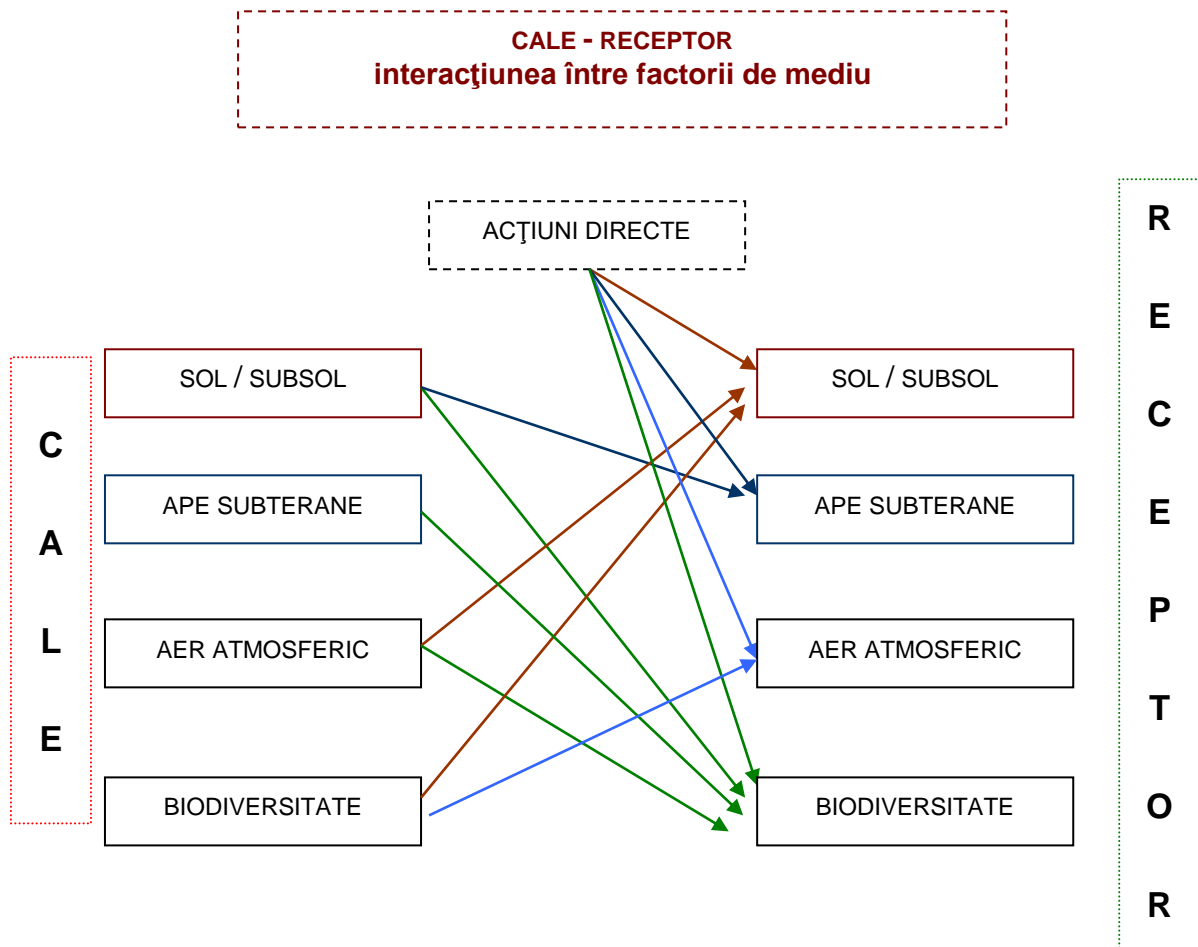 CALE - RECEPTOR
interacţiunea între factorii de mediu
ACŢIUNI DIRECTE
C
A
L
E
SOL / SUBSOL
APE SUBTERANE
AER ATMOSFERIC
BIODIVERSITATE
SOL / SUBSOL
APE SUBTERANE
AER ATMOSFERIC
BIODIVERSITATE
R
E
C
E
P
T
O
R